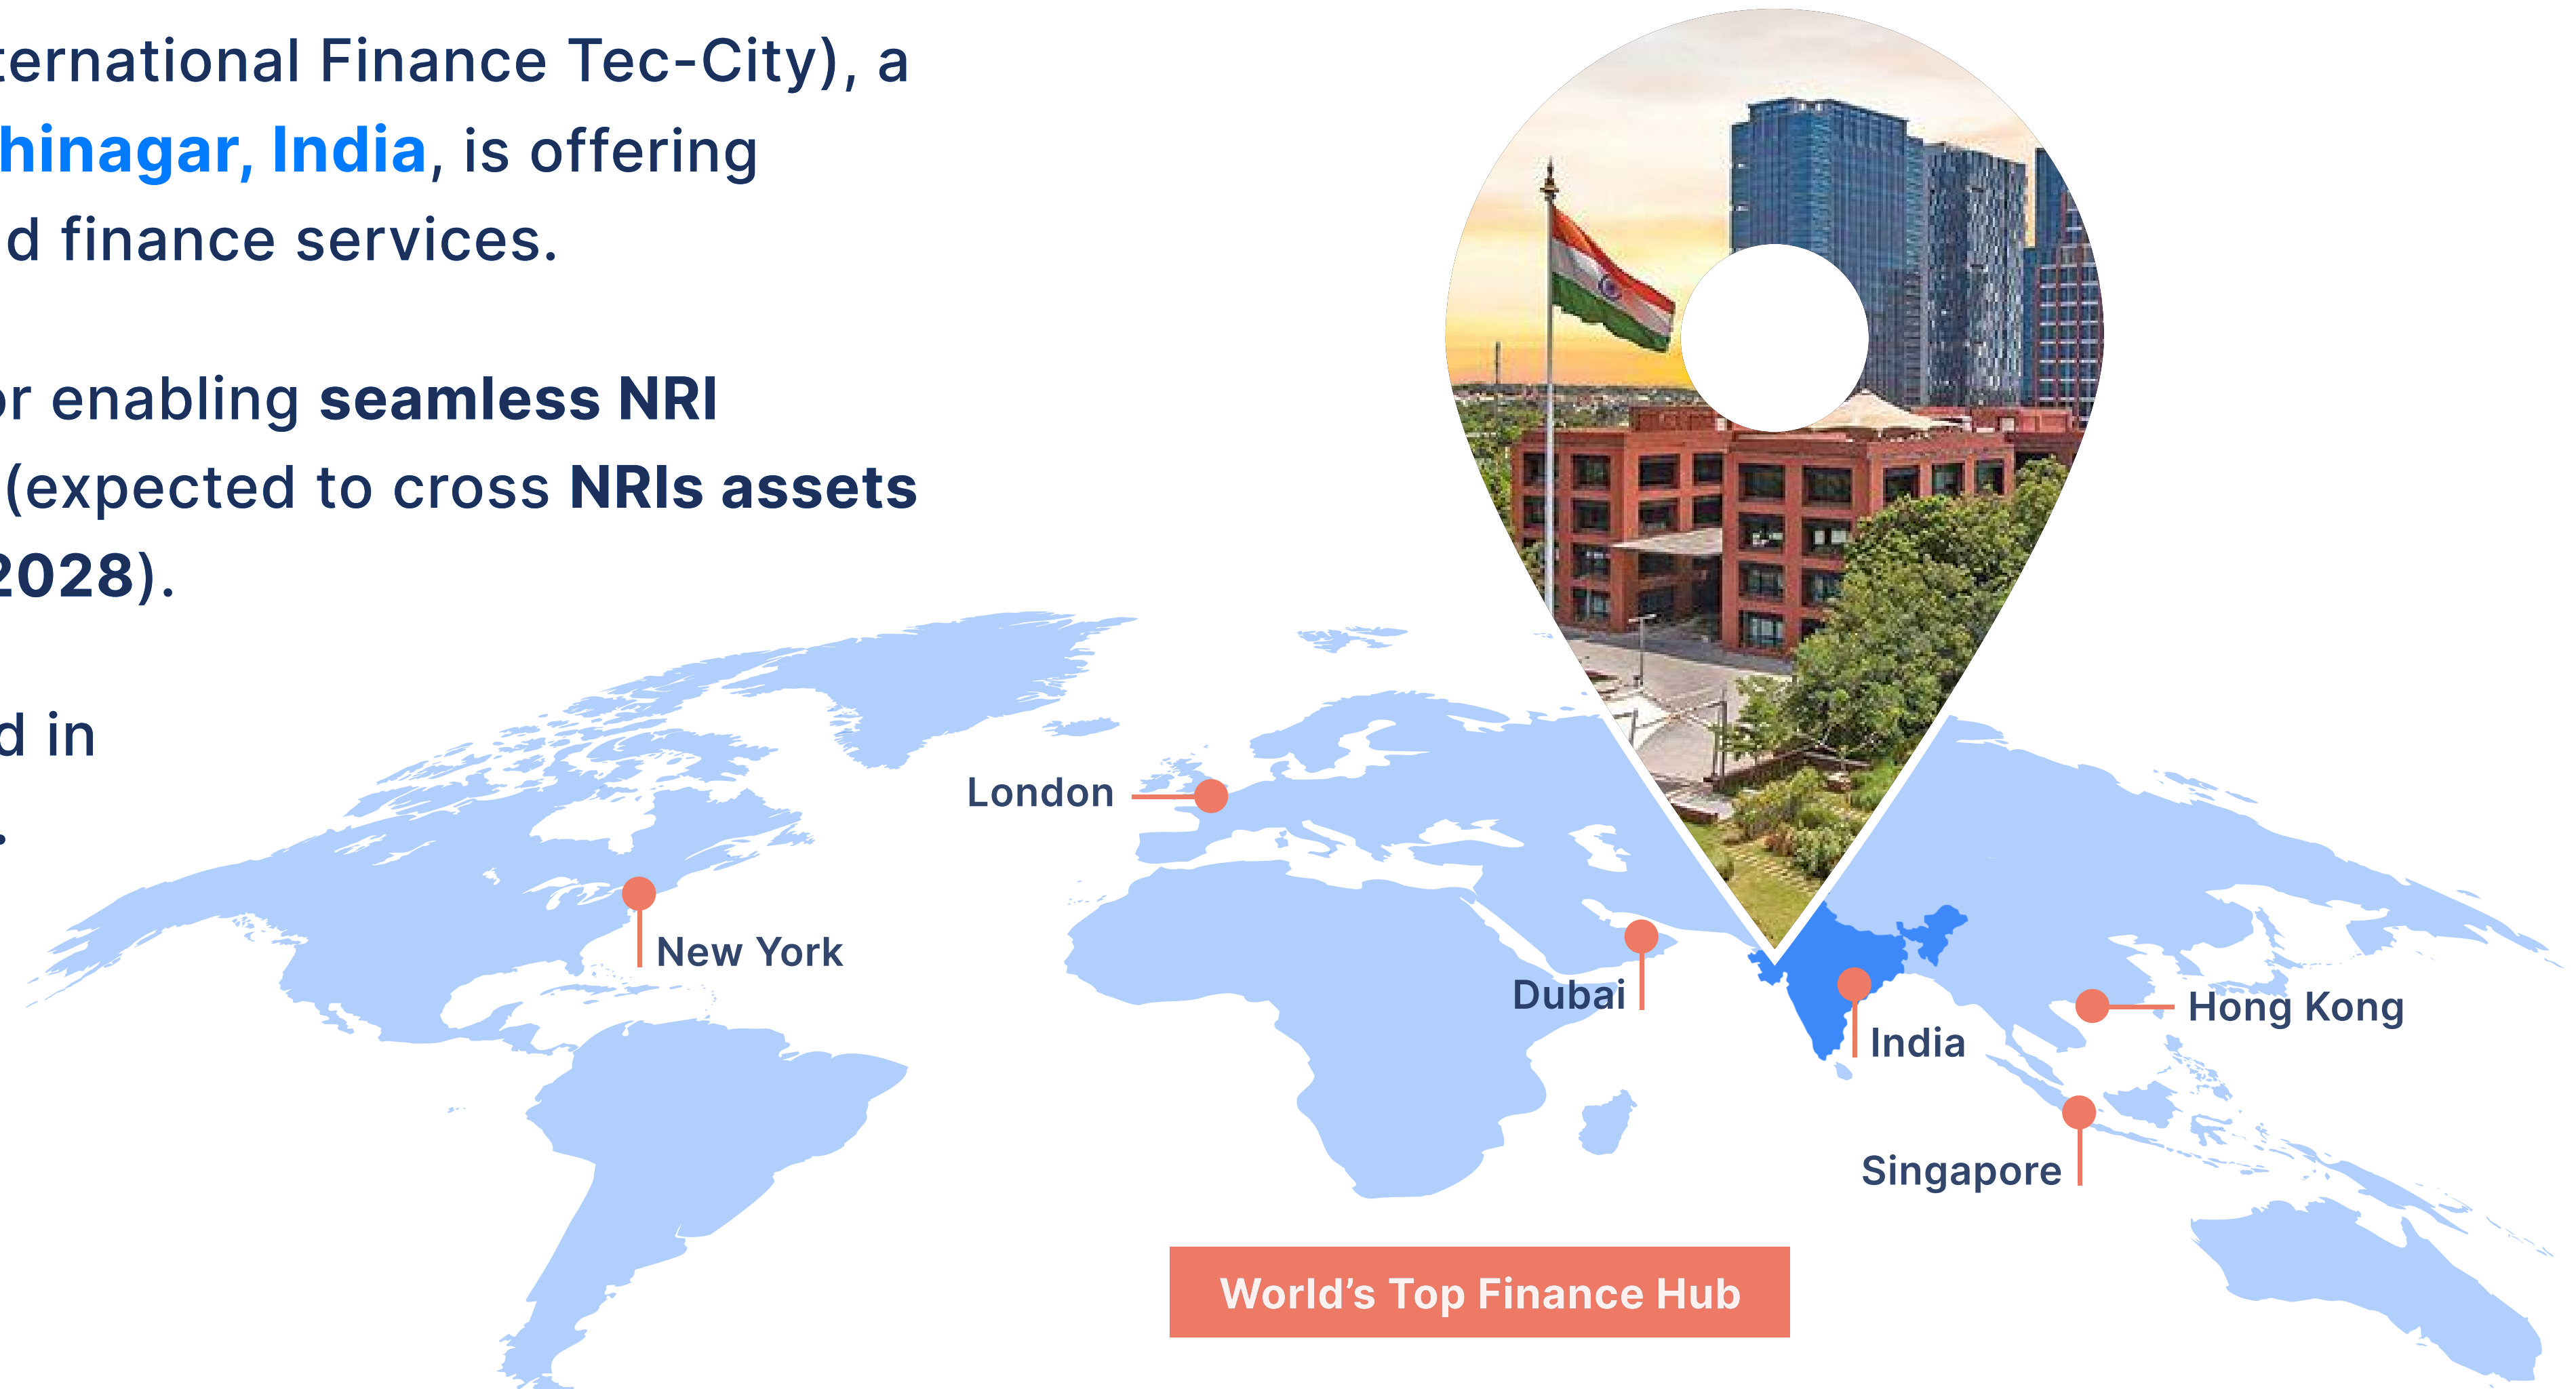 ternational Finance Tec-City), a
hinagar, India, is offering
d finance services.
or enabling seamless NRI
(expected to cross NRIs assets
2028).
d in
.
London
New York
Dubai
India
Hong Kong
Singapore
World’s Top Finance Hub